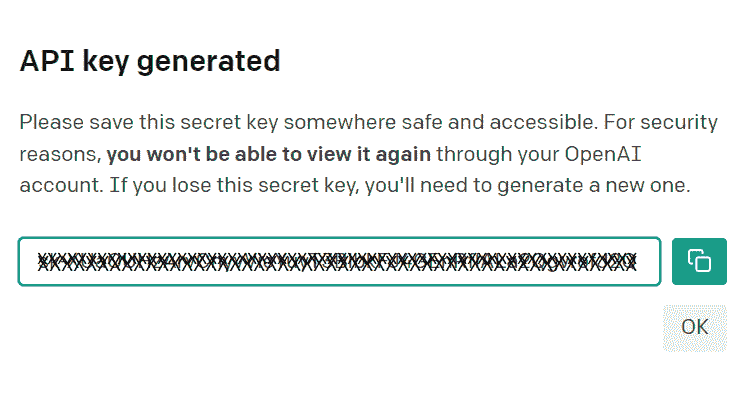 API key generated
Please save this secret key somewhere safe and accessible. For security
reasons, you won't be able to view it again through your OpenAI
account. If you lose this secret key, you'll need to generate a new one.
OK